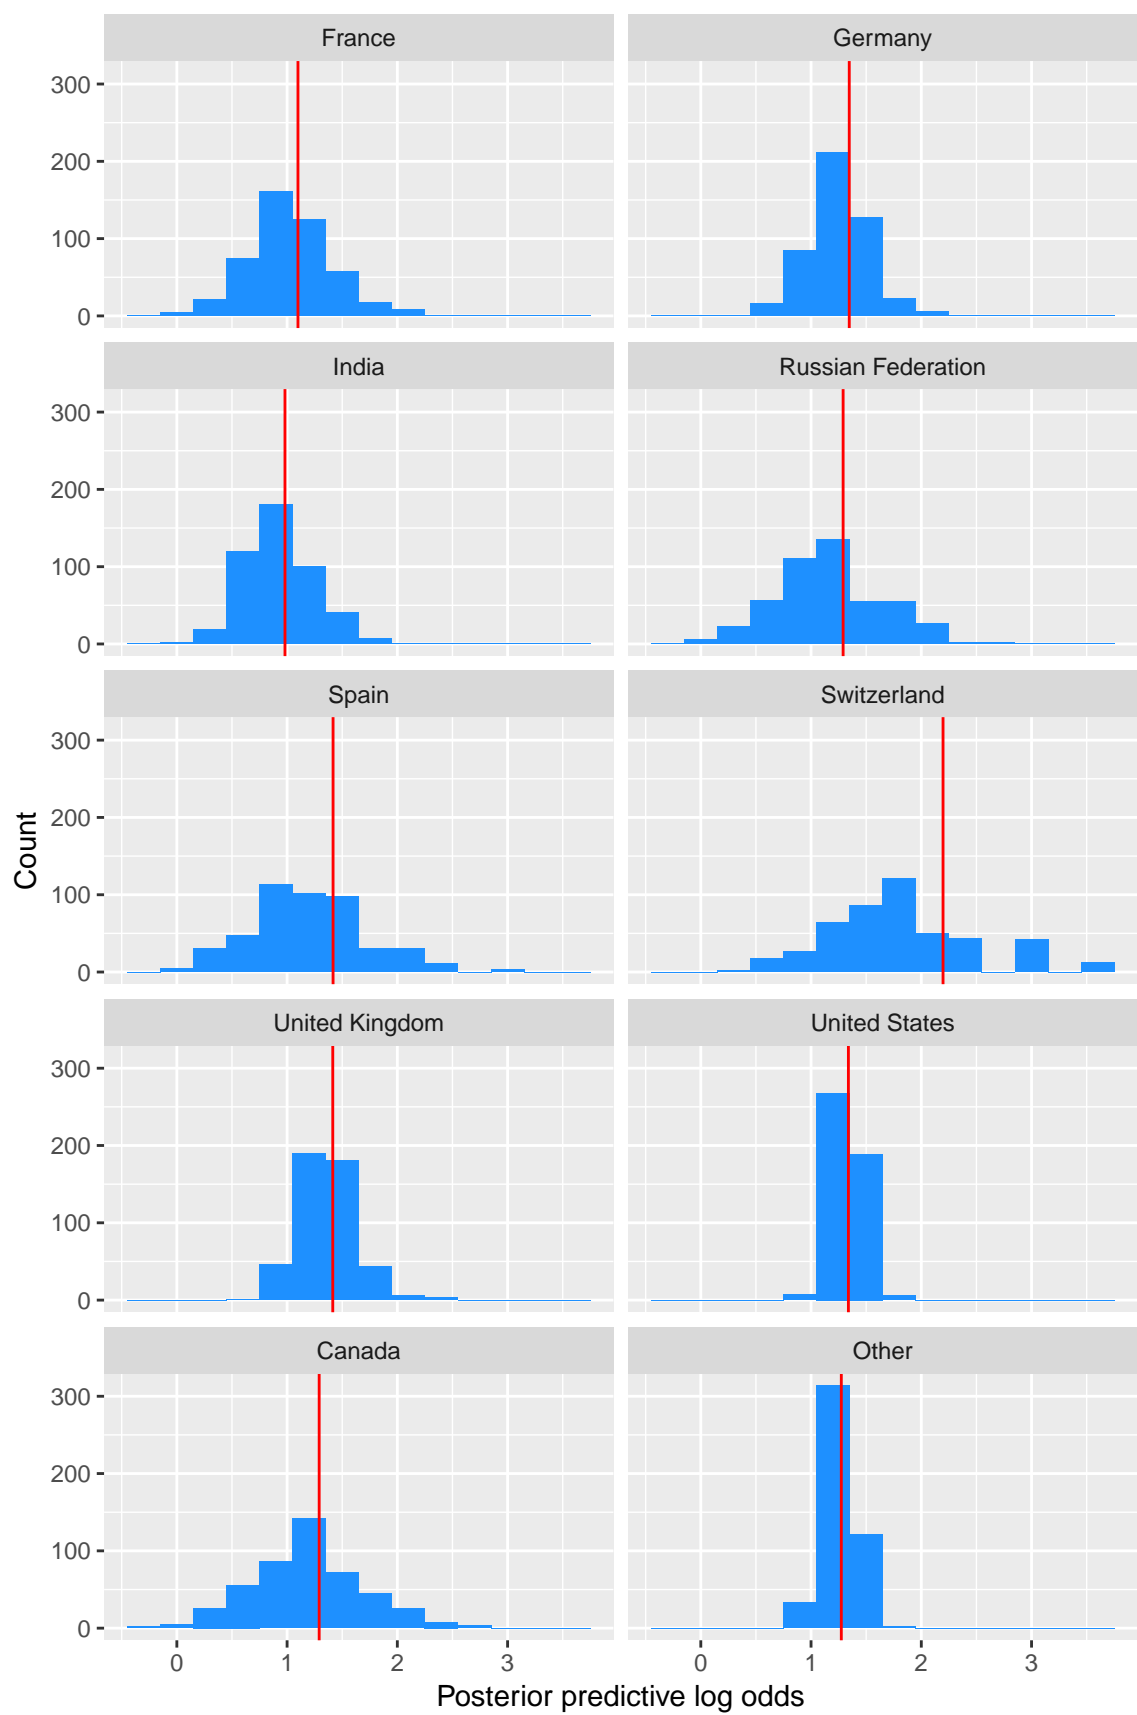 France Germany
300
200
100
0
India Russian Federation
300
200
100
0
Spain Switzerland
300
200
100
0
Count
United Kingdom United States
300
200
100
0
Canada Other
300
200
100
0
0 1 2 3 0 1 2 3
Posterior predictive log odds